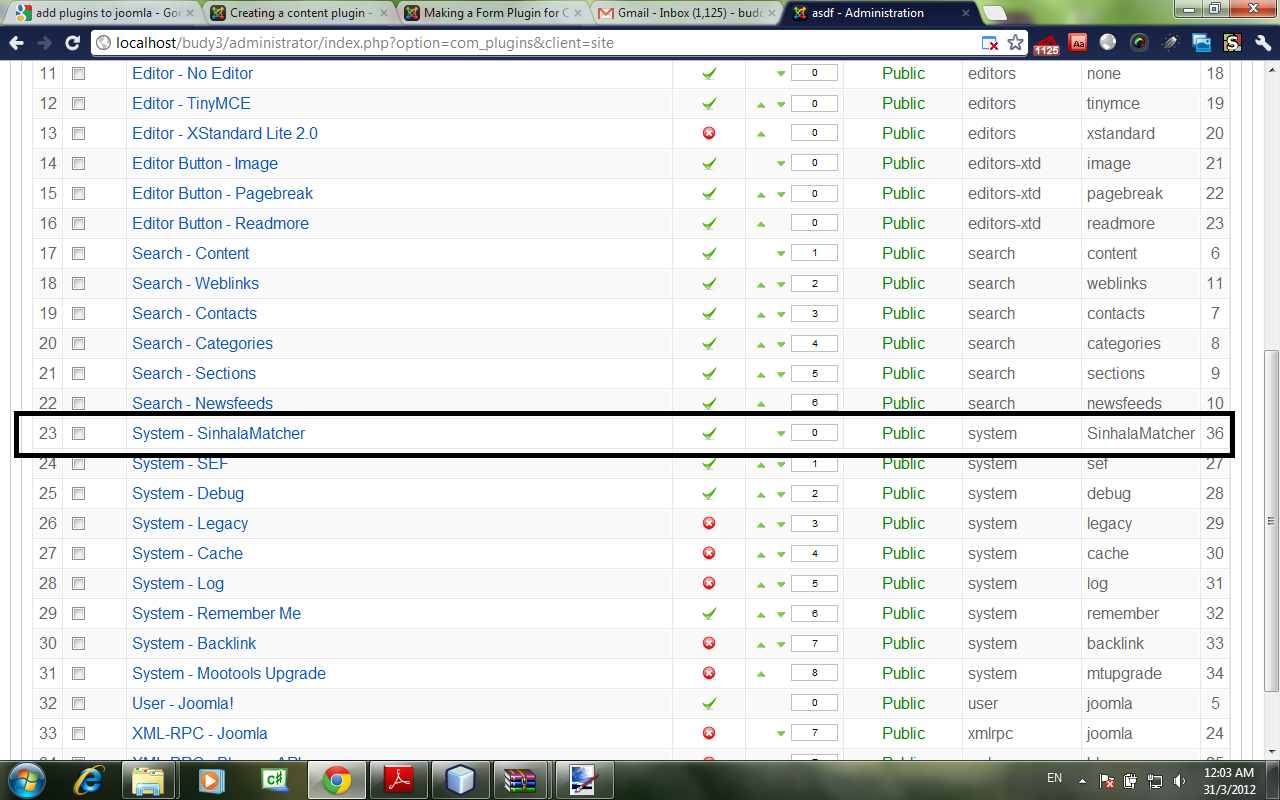 add plugins to joomla - Goo
Creating a content plugin -
Making a Form Plugin for C
Gmail - Inbox (1,125) - budd
asdf - Administration
localhost/budy3/administrator/index.php?option=com_plugins&client=site
1125
Aa
S
11 Editor - No Editor 0 Public editors none 18
12 Editor - TinyMCE 0 Public editors tinymce 19
13 Editor - XStandard Lite 2.0 0 Public editors xstandard 20
14 Editor Button - Image 0 Public editors-xtd image 21
15 Editor Button - Pagebreak 0 Public editors-xtd pagebreak 22
16 Editor Button - Readmore 0 Public editors-xtd readmore 23
17 Search - Content 1 Public search content 6
18 Search - Weblinks 2 Public search weblinks 11
19 Search - Contacts 3 Public search contacts 7
20 Search - Categories 4 Public search categories 8
21 Search - Sections 5 Public search sections 9
22 Search - Newsfeeds 6 Public search newsfeeds 10
23 System - SinhalaMatcher 0 Public system SinhalaMatcher 36
24 System - SEF 1 Public system sef 27
25 System - Debug 2 Public system debug 28
26 System - Legacy 3 Public system legacy 29
27 System - Cache 4 Public system cache 30
28 System - Log 5 Public system log 31
29 System - Remember Me 6 Public system remember 32
30 System - Backlink 7 Public system backlink 33
31 System - Mootools Upgrade 8 Public system mtupgrade 34
32 User - Joomla! 0 Public user joomla 5
33 XML-RPC - Joomla 7 Public xmlrpc joomla 24
C#
EN
12:03 AM
31/3/2012